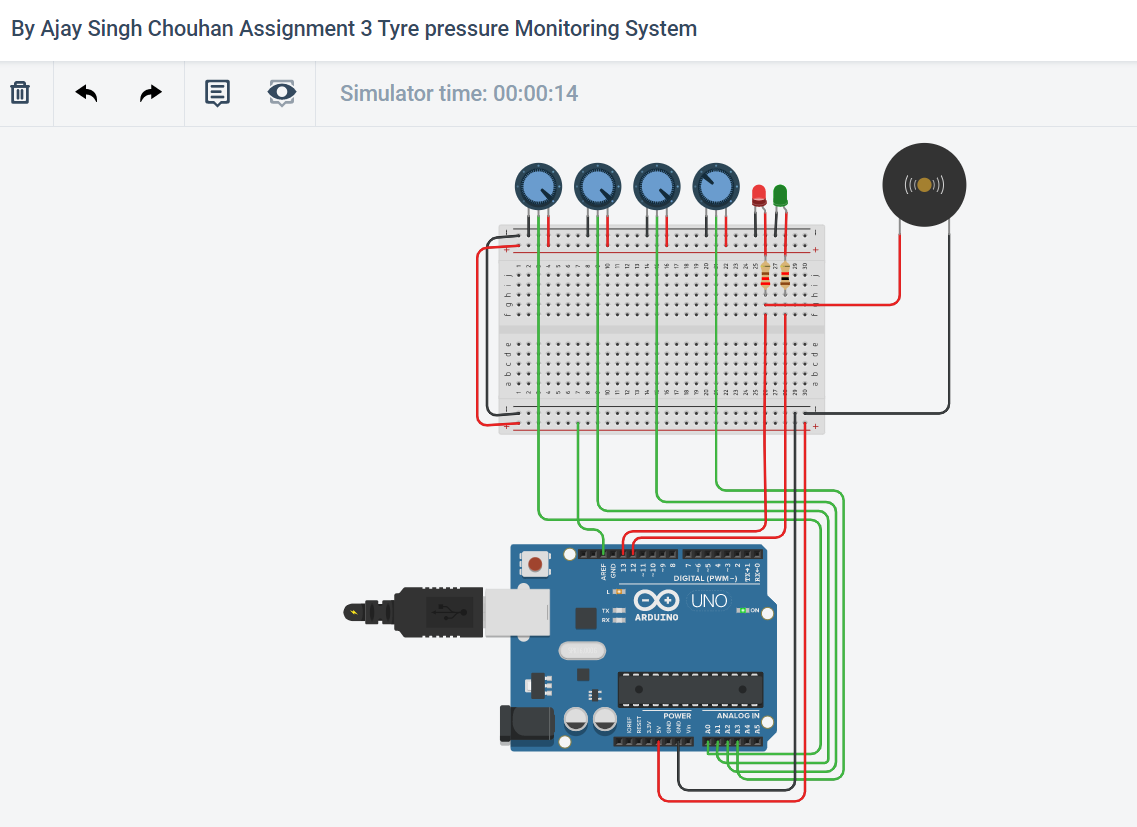 By Ajay Singh Chouhan Assignment 3 Tyre pressure Monitoring System
Simulator time: 00:00:14
AREF
GND
13
12
~11
~10
~9
8
7
~6
~5
4
~3
2
TX→1
RX←0
DIGITAL (PWM~)
L
TX
RX
ARDUINO
UNO
ON
POWER
ANALOG IN
IOREF
RESET
3.3V
5V
GND
GND
Vin
A0
A1
A2
A3
A4
A5